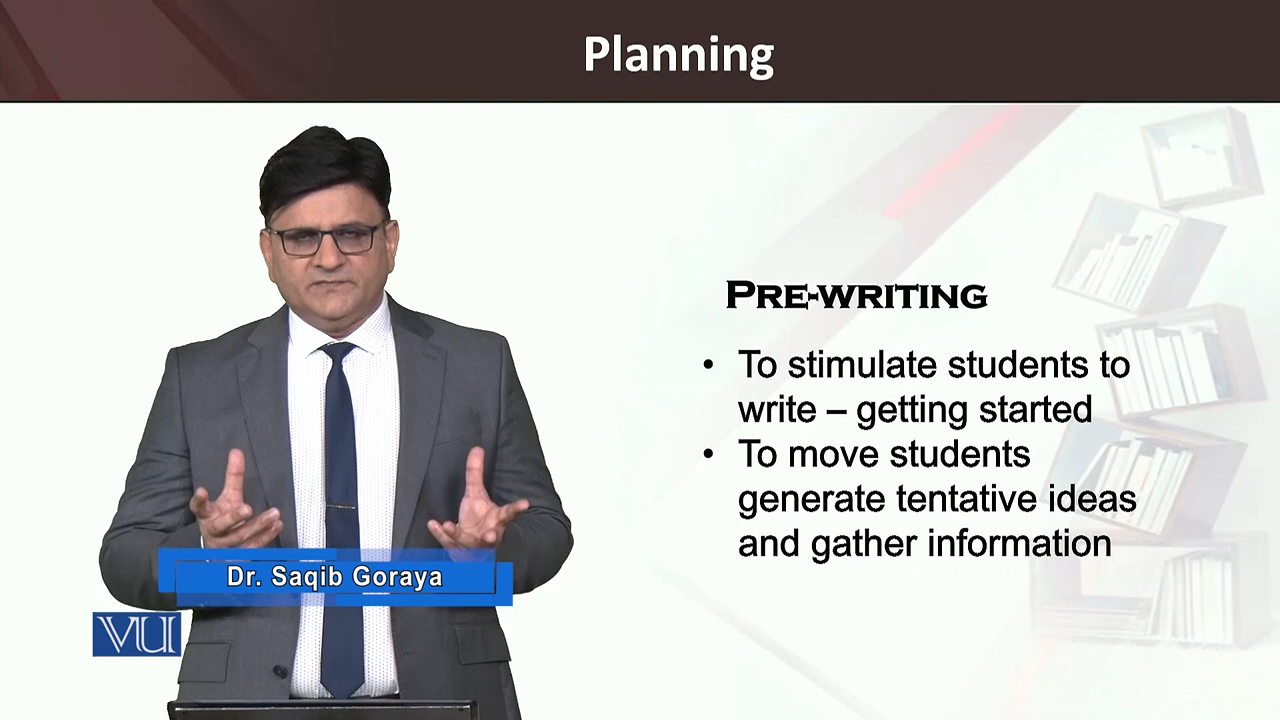 Planning
PRE-WRITING
• To stimulate students to
write – getting started
• To move students
generate tentative ideas
and gather information
Dr. Saqib Goraya
VU